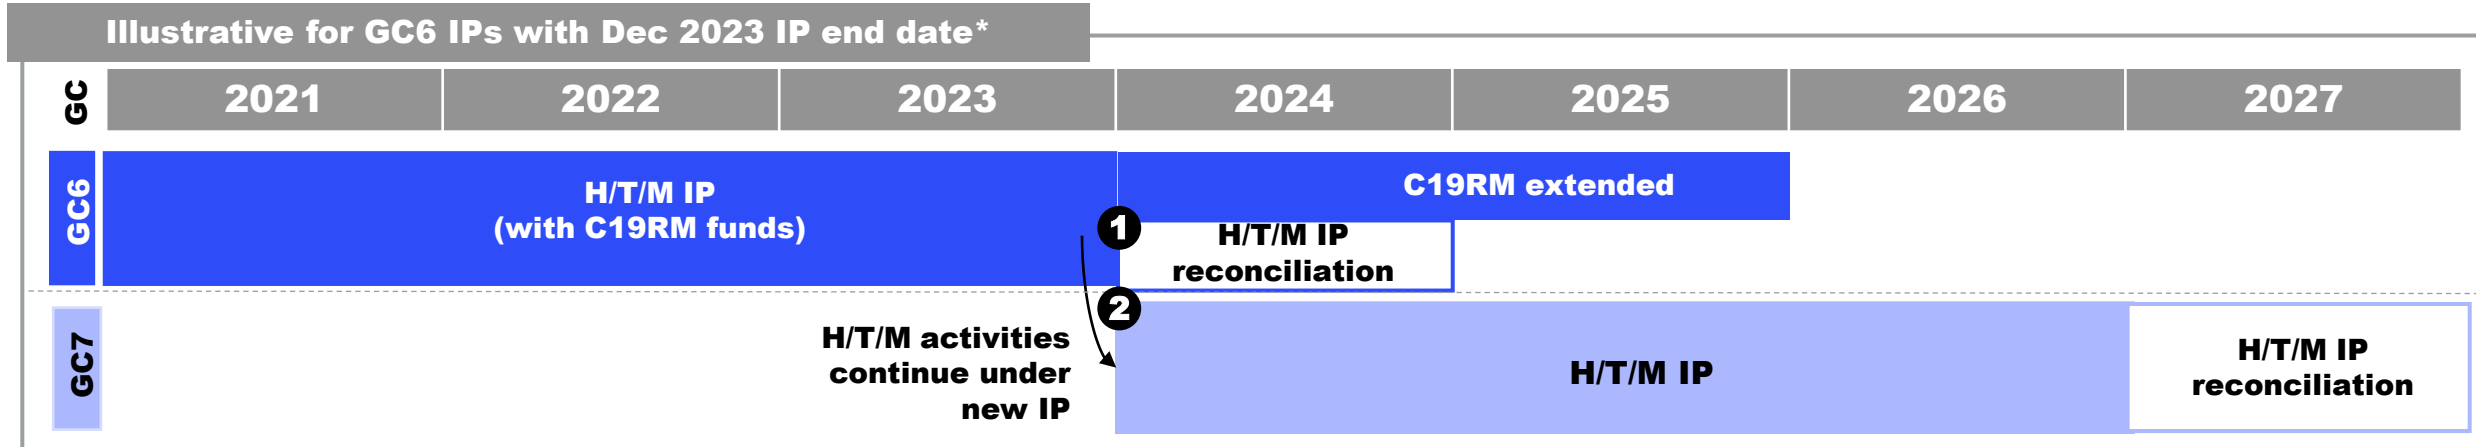 Illustrative for GC6 IPs with Dec 2023 IP end date*
GC
2021
2022
2023
2024
2025
2026
2027
GC6
H/T/M IP
(with C19RM funds)
C19RM extended
1
H/T/M IP
reconciliation
2
GC7
H/T/M activities
continue under
new IP
H/T/M IP
H/T/M IP
reconciliation